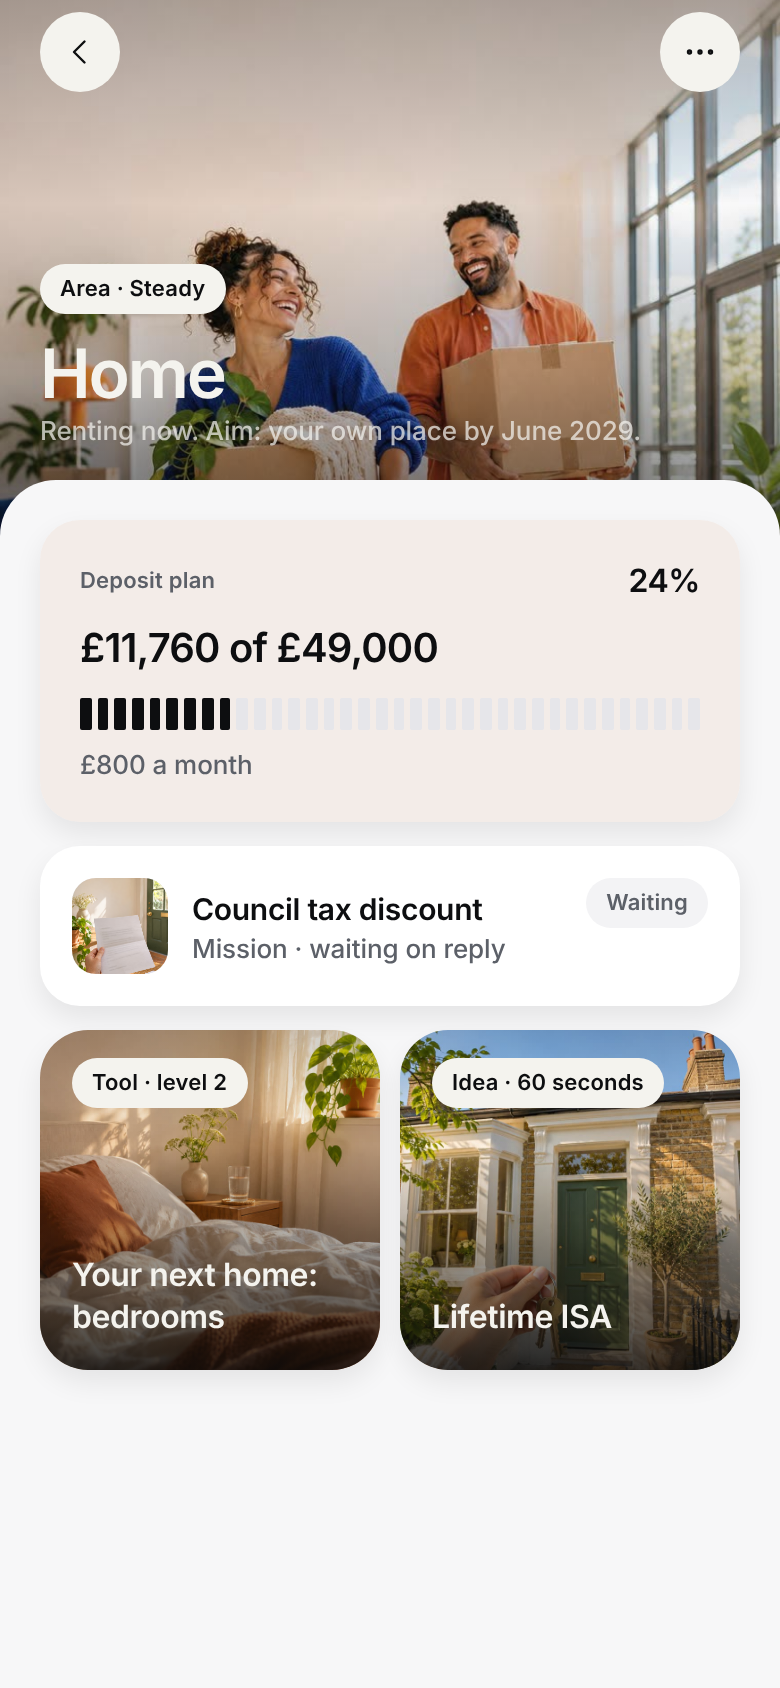 Area · Steady
Home
Renting now. Aim: your own place by June 2029.
Deposit plan
24%
£11,760 of £49,000
£800 a month
Council tax discount
Waiting
Mission · waiting on reply
Tool · level 2
Your next home:
bedrooms
Idea · 60 seconds
Lifetime ISA